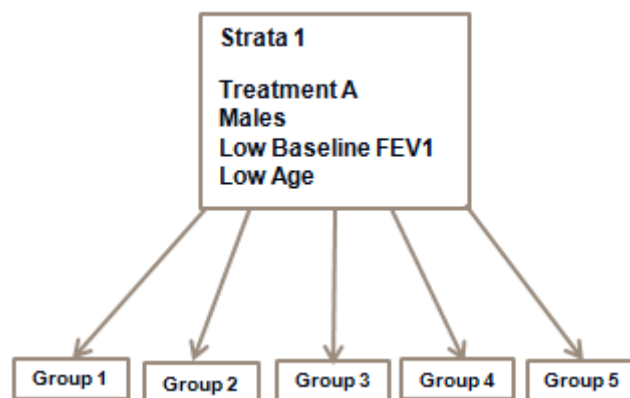 Strata 1
Treatment A
Males
Low Baseline FEV1
Low Age
Group 1
Group 2
Group 3
Group 4
Group 5